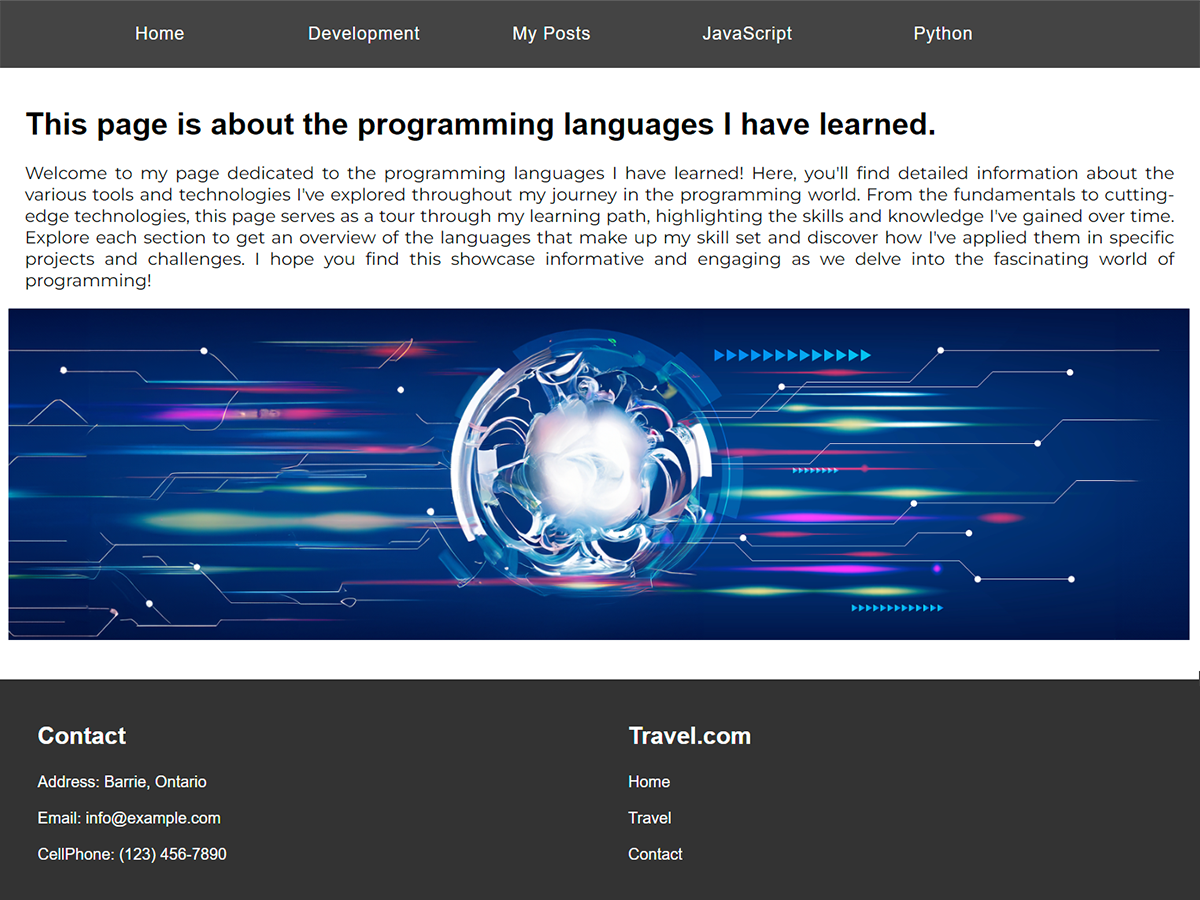 Home Development My Posts JavaScript Python
This page is about the programming languages I have learned.
Welcome to my page dedicated to the programming languages I have learned! Here, you'll find detailed information about the
various tools and technologies I've explored throughout my journey in the programming world. From the fundamentals to cutting-
edge technologies, this page serves as a tour through my learning path, highlighting the skills and knowledge I've gained over time.
Explore each section to get an overview of the languages that make up my skill set and discover how I've applied them in specific
projects and challenges. I hope you find this showcase informative and engaging as we delve into the fascinating world of
programming!
Contact
Address: Barrie, Ontario
Email: info@example.com
CellPhone: (123) 456-7890
Travel.com
Home
Travel
Contact